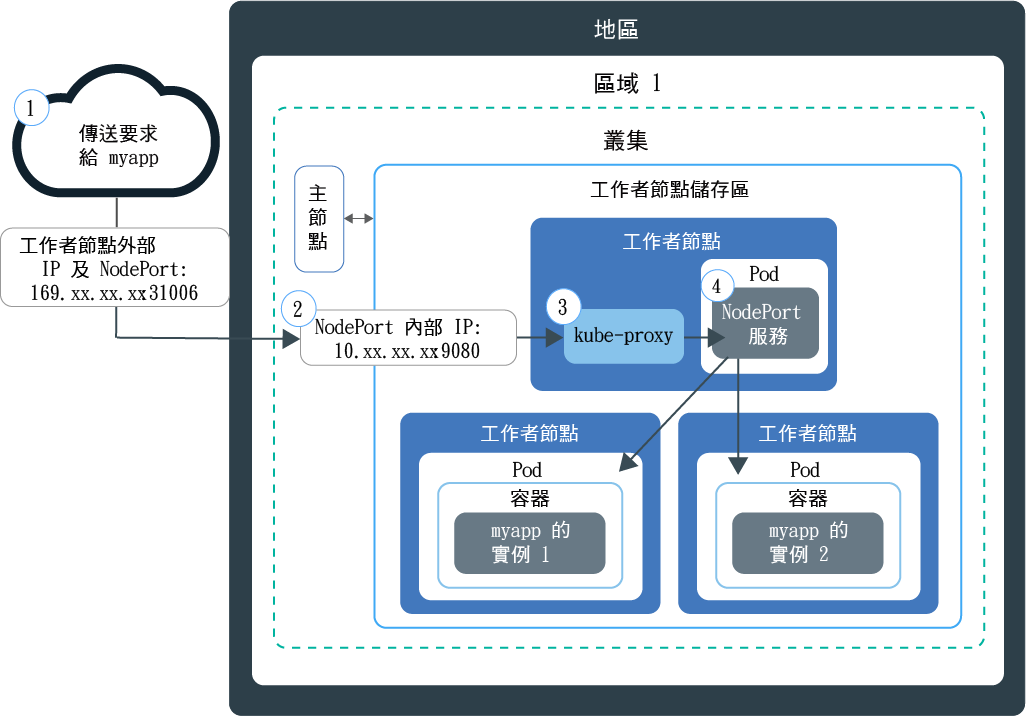 地區
區域 1
叢集
1
傳送要求
給 myapp
主
節
點
工作者節點儲存區
工作者節點外部
IP 及 NodePort:
169.xx.xx.xx:31006
工作者節點
Pod
2
NodePort 內部 IP:
10.xx.xx.xx:9080
3
kube-proxy
4
NodePort
服務
工作者節點
Pod
容器
myapp 的
實例 1
工作者節點
Pod
容器
myapp 的
實例 2